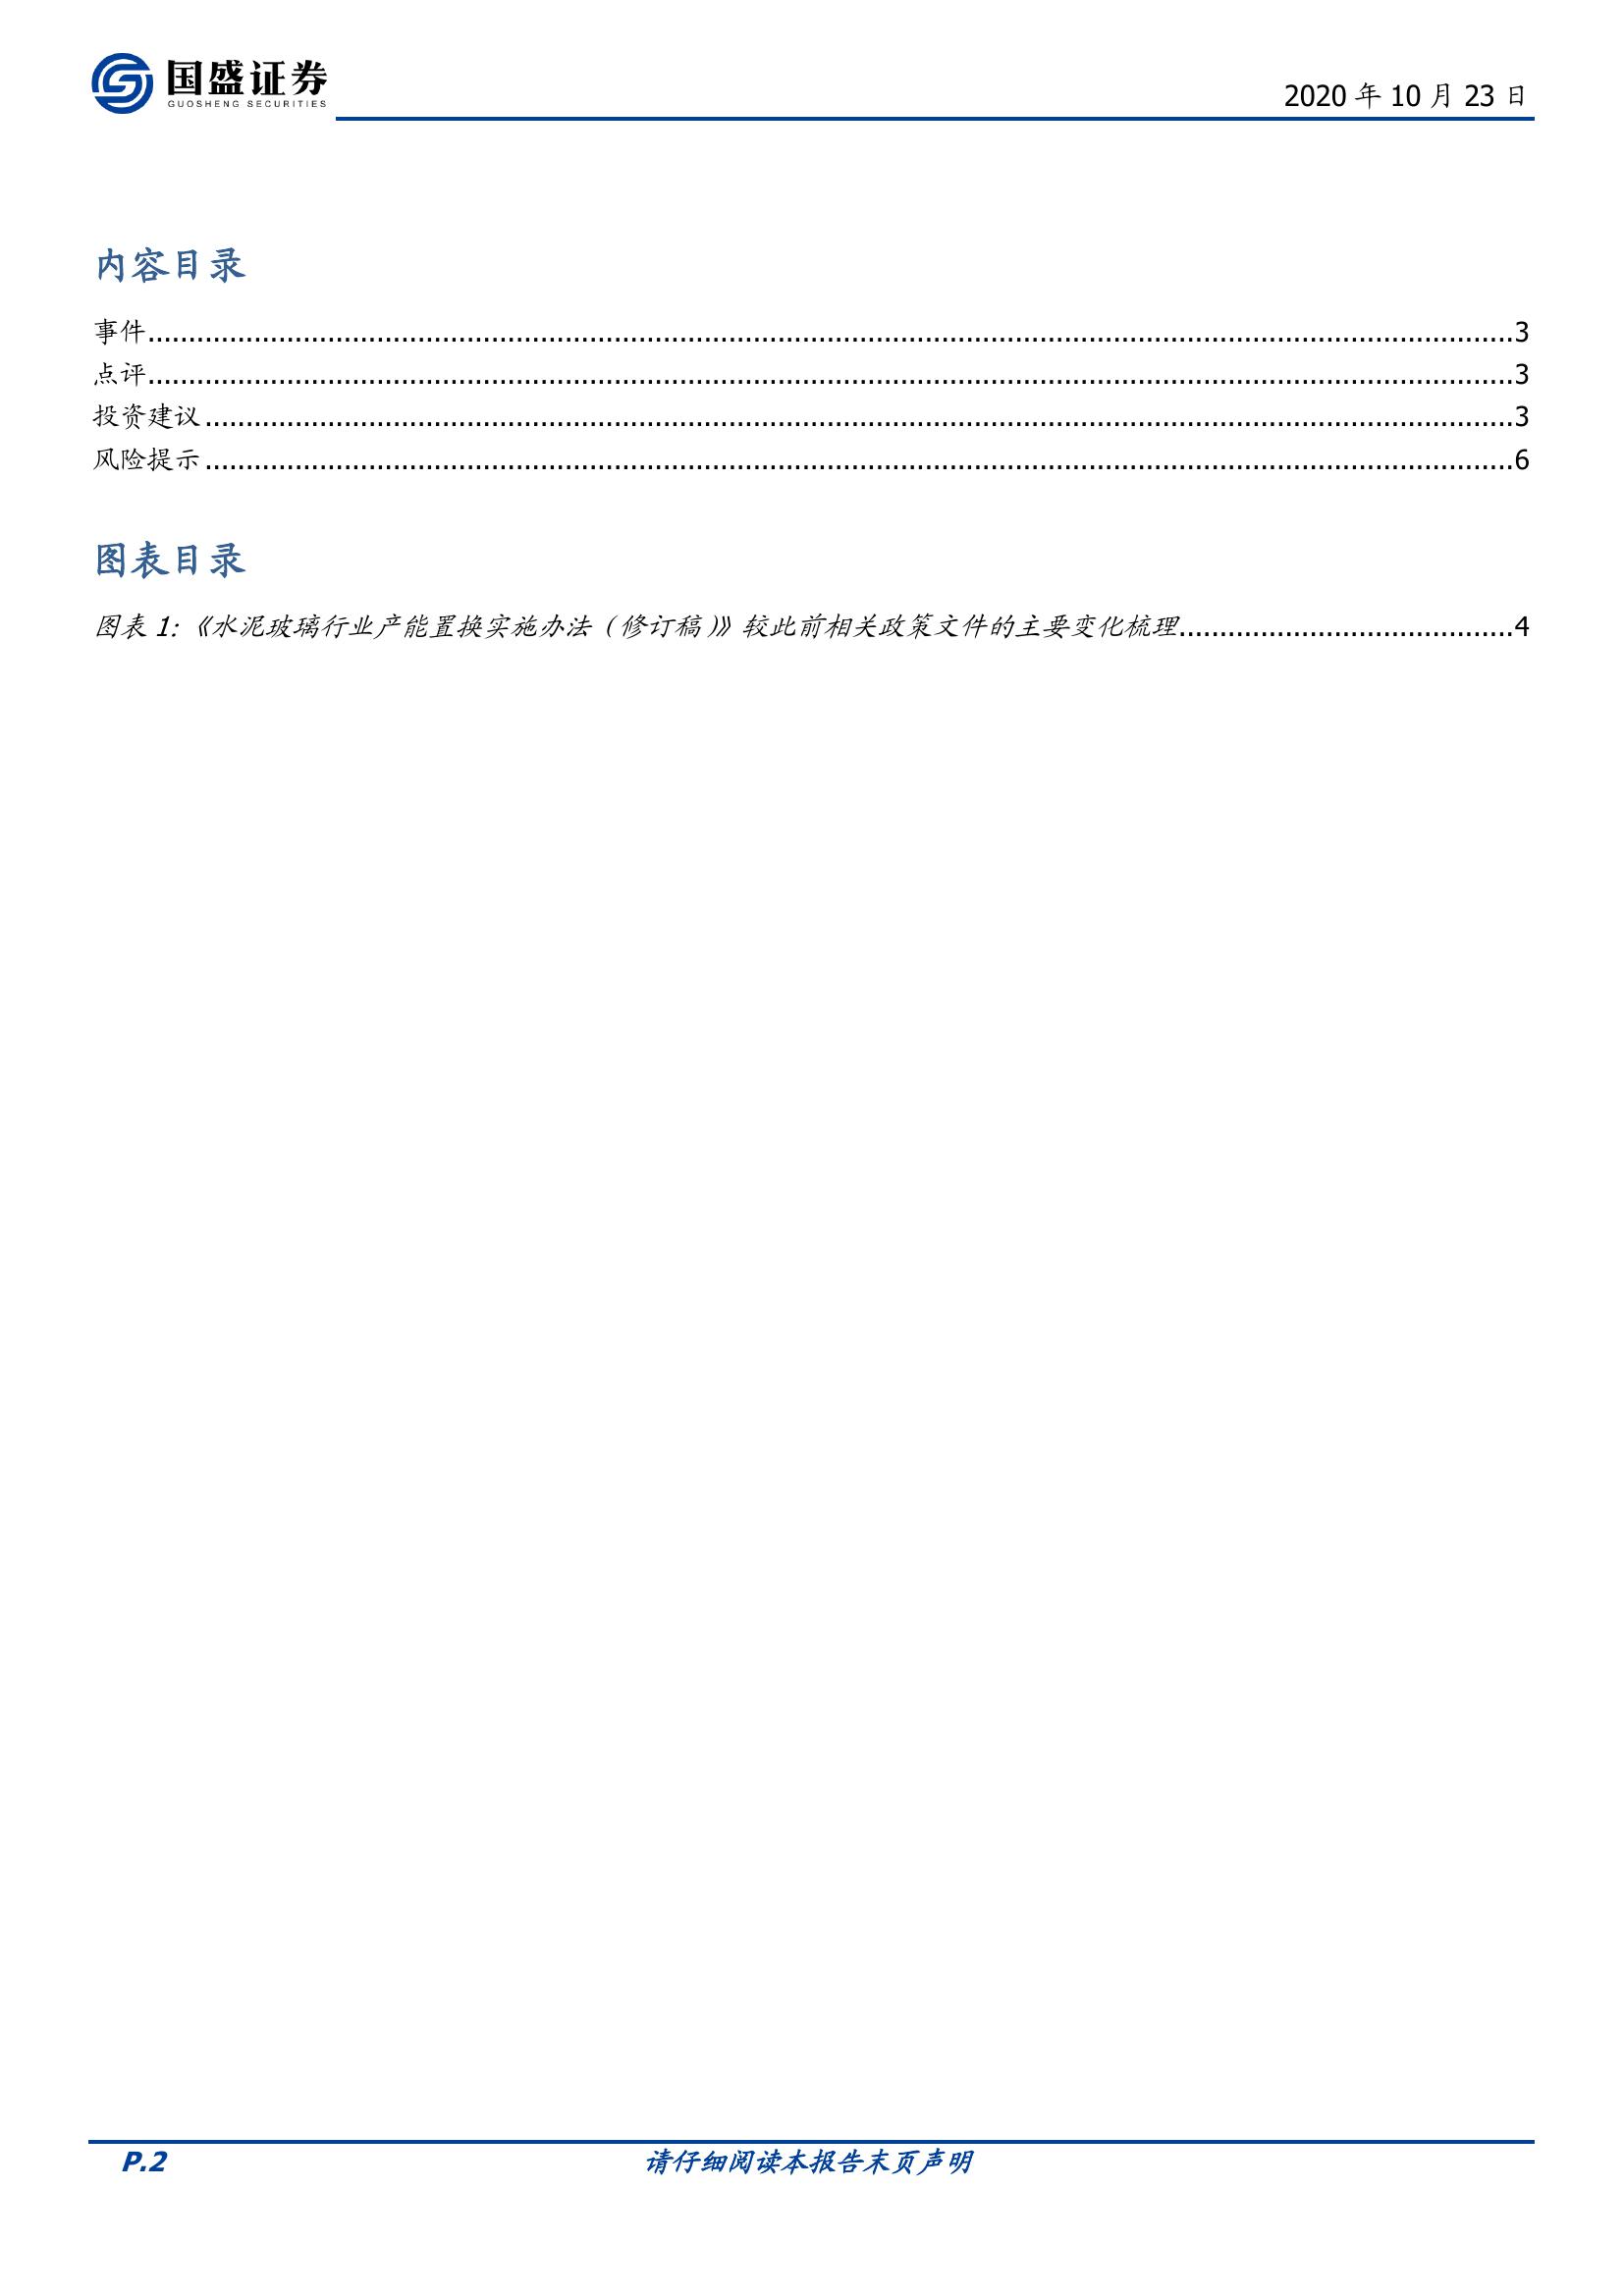 国盛证券
GUOSHENG SECURITIES
2020 年 10 月 23 日
内容目录
事件............................................................3
点评............................................................3
投资建议............................................................3
风险提示............................................................6
图表目录
图表 1:《水泥玻璃行业产能置换实施办法（修订稿）》较此前相关政策文件的主要变化梳理..............................4
P.2 请仔细阅读本报告末页声明